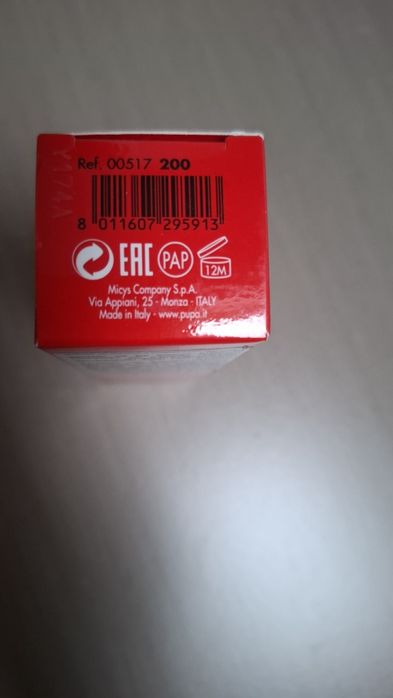 Ref. 00517 200
8 011607 295913
EAC PAP 12M
Micys Company S.p.A.
Via Appiani, 25 - Monza - ITALY
Made in Italy - www.pupa.it